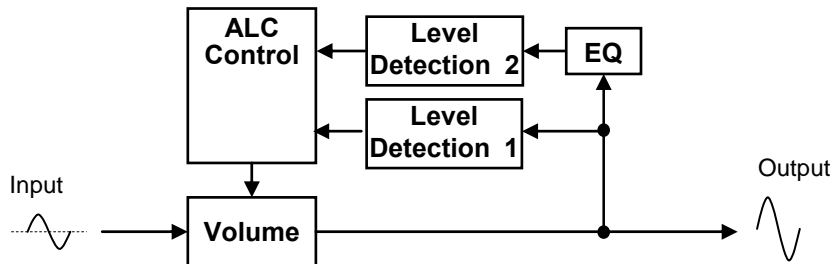 ALC
Control
Level
Detection 2
EQ
Level
Detection 1
Input
Output
Volume